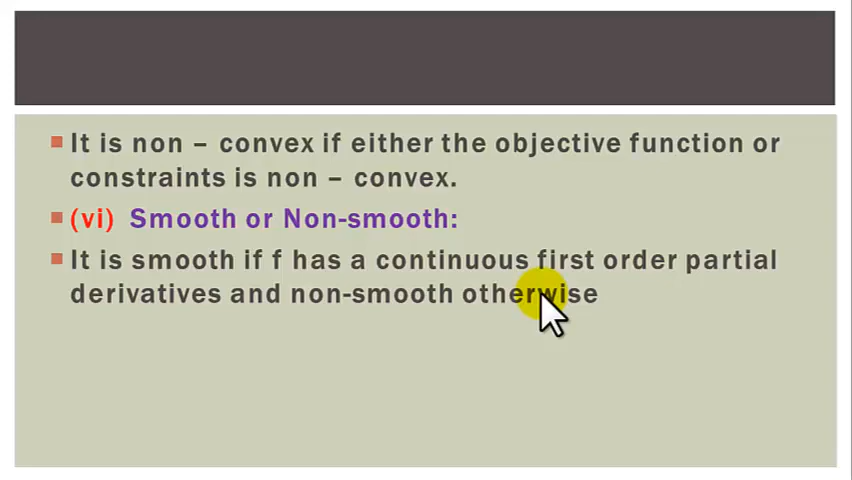 It is non – convex if either the objective function or
constraints is non – convex.
(vi) Smooth or Non-smooth:
It is smooth if f has a continuous first order partial
derivatives and non-smooth otherwise